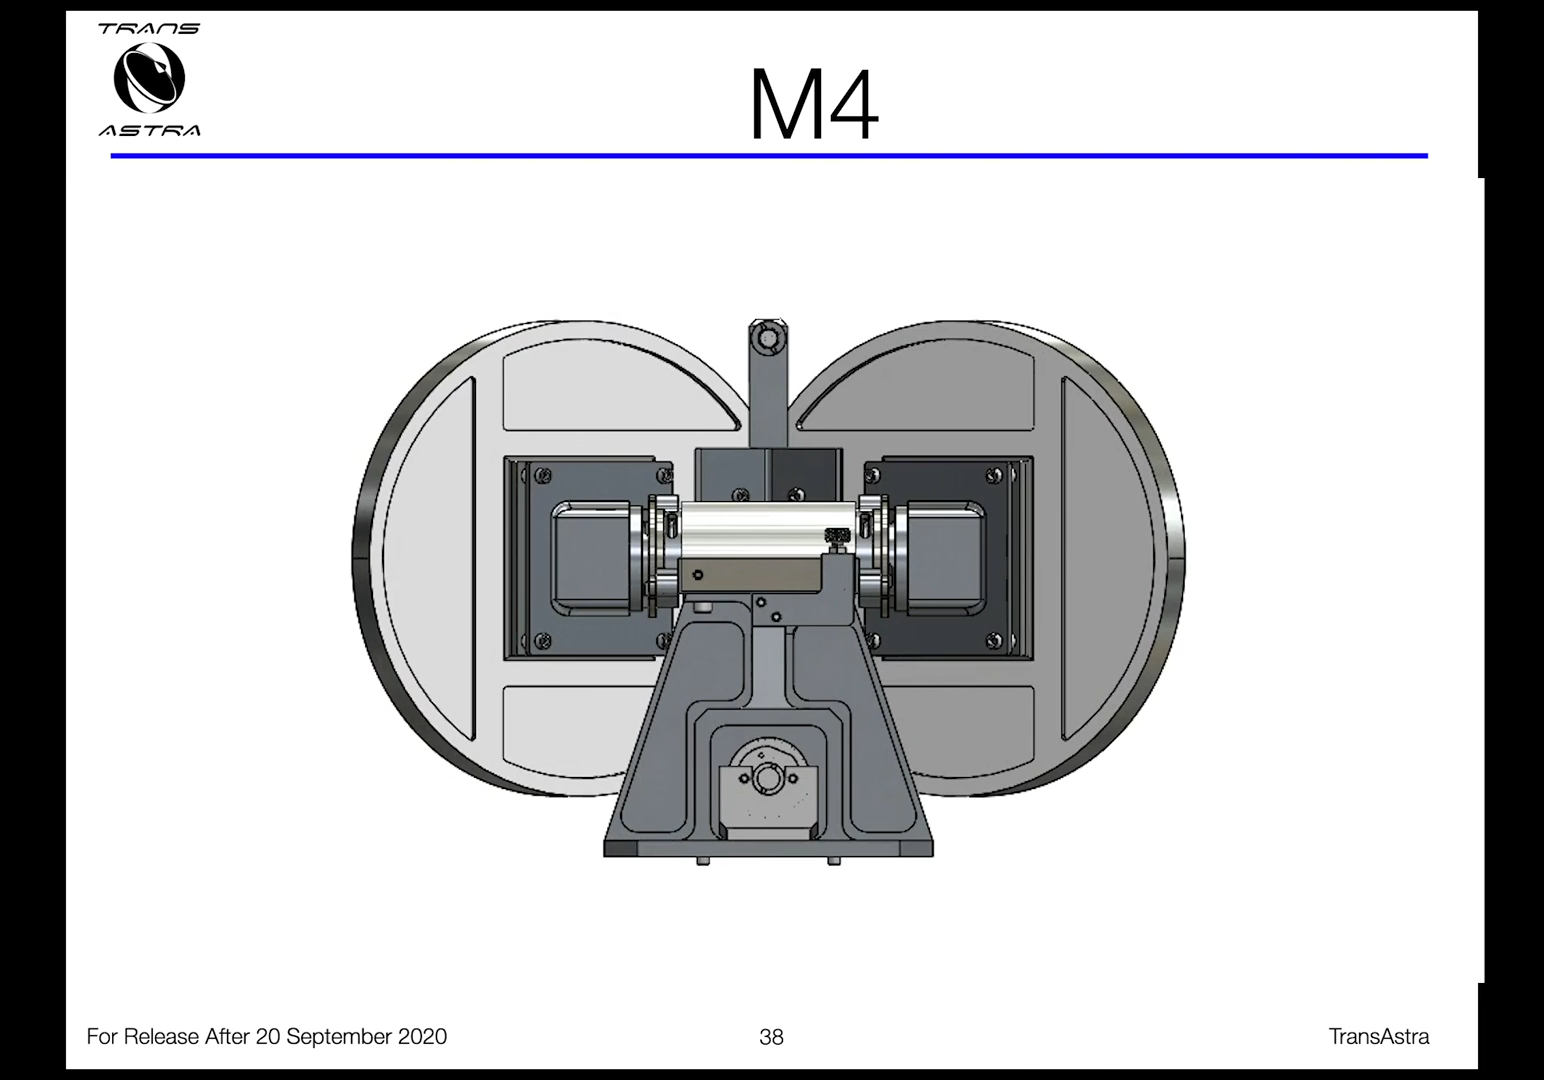 TRANS
ASTRA
M4
For Release After 20 September 2020
38
TransAstra